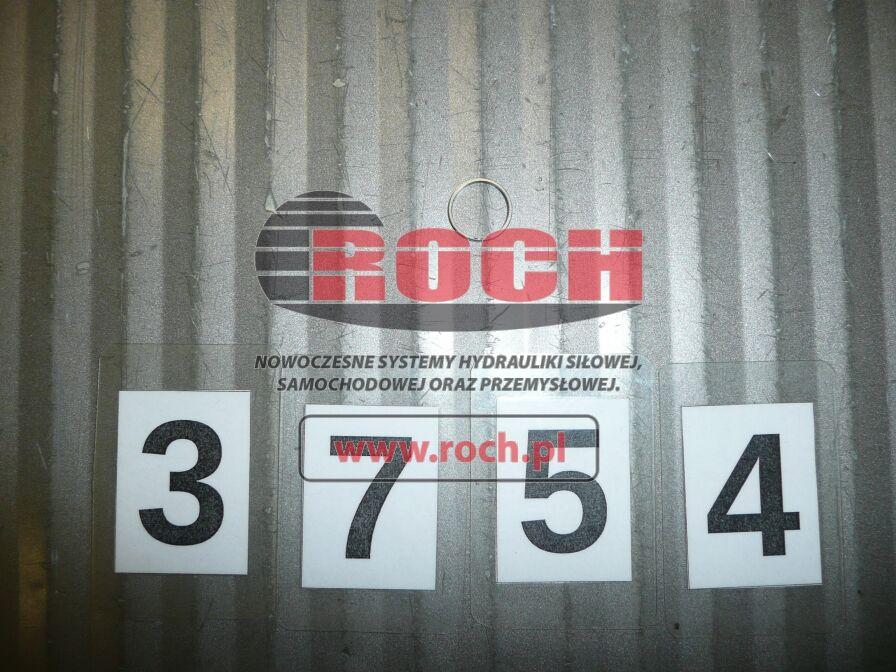 ROCH
NOWOCZESNE SYSTEMY HYDRAULIKI SIŁOWEJ,
SAMOCHODOWEJ ORAZ PRZEMYSŁOWEJ.
www.roch.pl
3 7 5 4